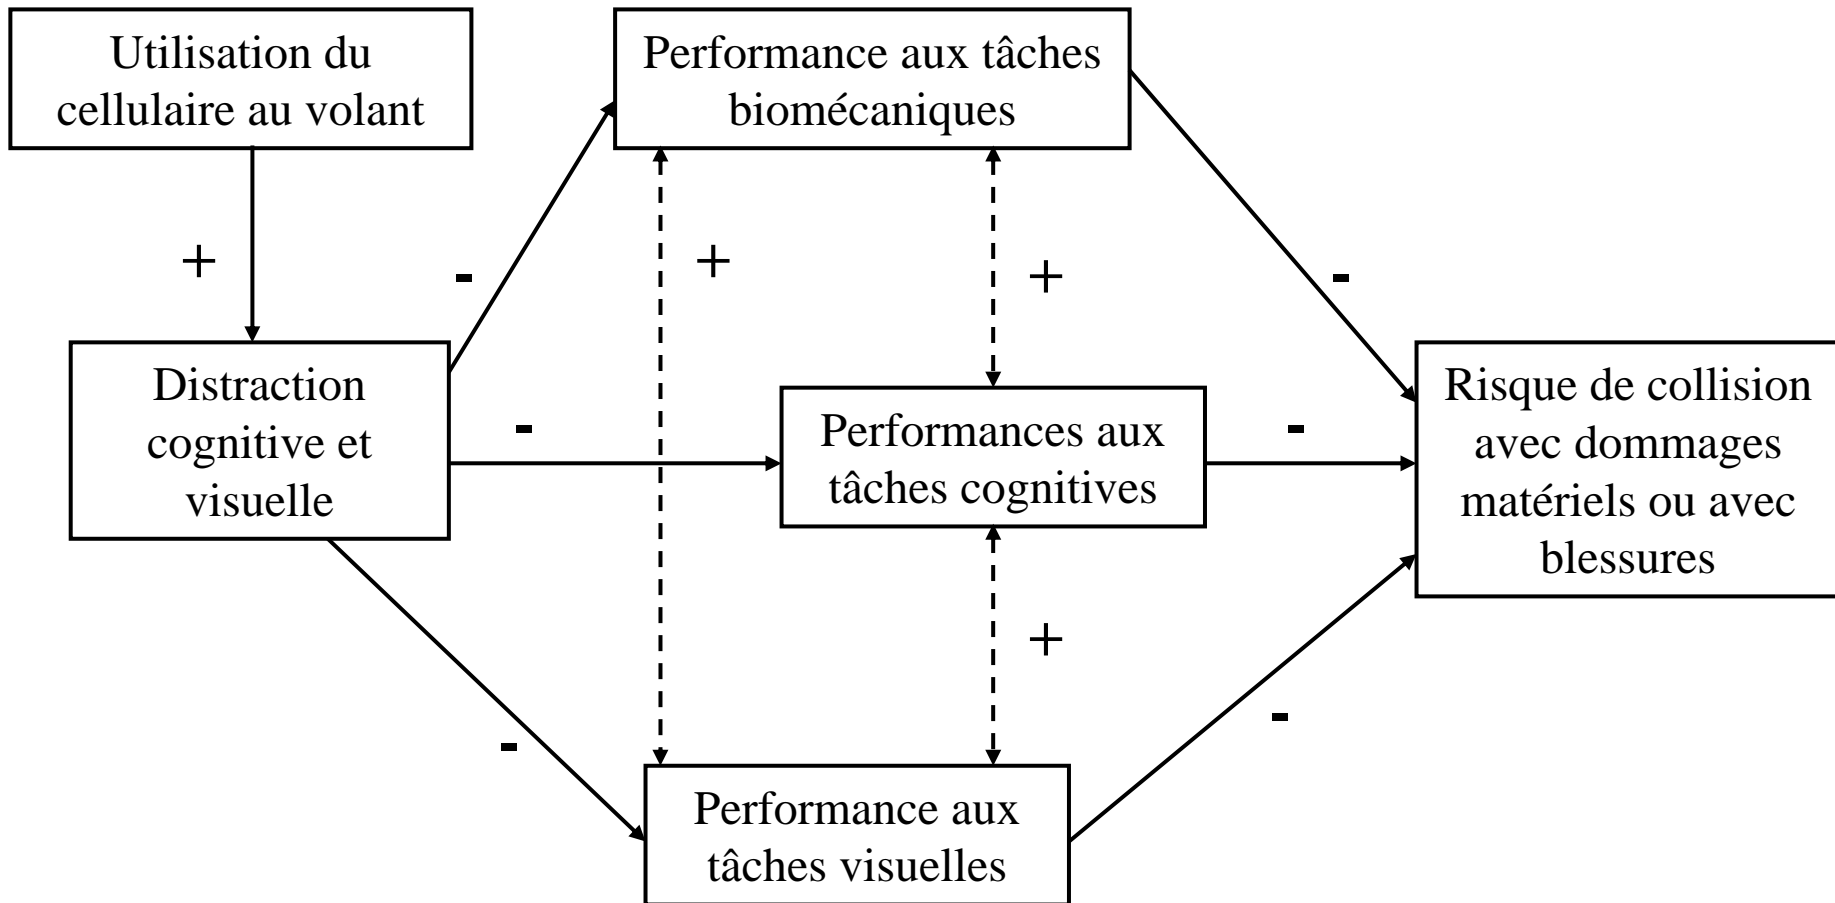 Utilisation du
cellulaire au volant
Performance aux tâches
biomécaniques
+
-
+
+
-
Distraction
cognitive et
visuelle
-
Performances aux
tâches cognitives
-
Risque de collision
avec dommages
matériels ou avec
blessures
+
-
-
Performance aux
tâches visuelles